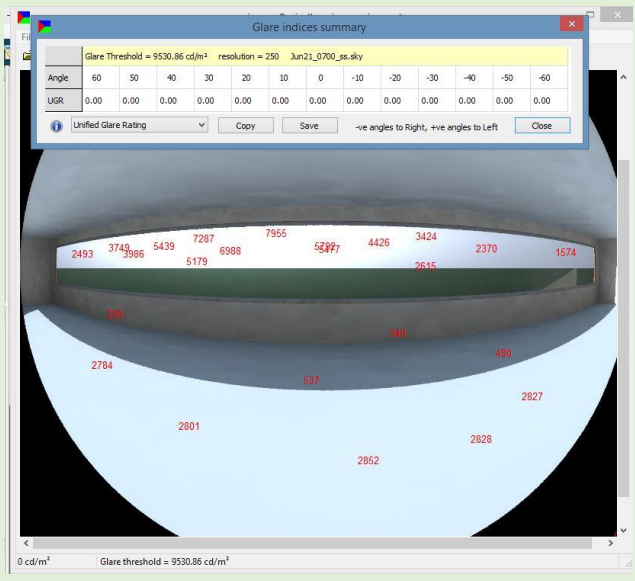 Glare indices summary
Fil
Glare Threshold = 9530.86 cd/m² resolution = 250 Jun21_0700_ss.sky
Angle 60 50 40 30 20 10 0 -10 -20 -30 -40 -50 -60
UGR 0.00 0.00 0.00 0.00 0.00 0.00 0.00 0.00 0.00 0.00 0.00 0.00 0.00
Unified Glare Rating Copy Save -ve angles to Right, +ve angles to Left Close
7955
7287 3424
3749 5439 4426
2493 3986 6988 5477 2370 1574
5179 2615
480
2784
537
2827
2801
2828
2852
0 cd/m² Glare threshold = 9530.86 cd/m²